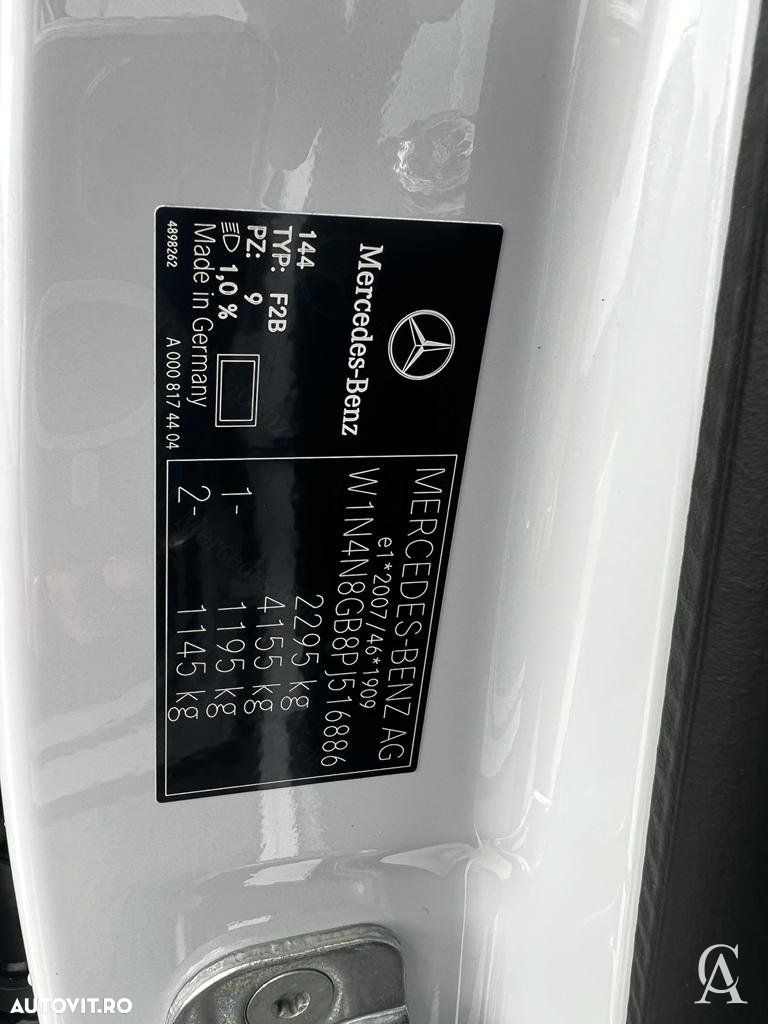 Mercedes-Benz
144
TYP: F2B
PZ: 9
1,0 %
Made in Germany
4898262
A 000 817 44 04
MERCEDES-BENZ AG
e1*2007/46*1909
W1N4N8GB8PJ516886
2295 kg
4155 kg
1- 1195 kg
2- 1145 kg
AUTOVIT.RO
CA